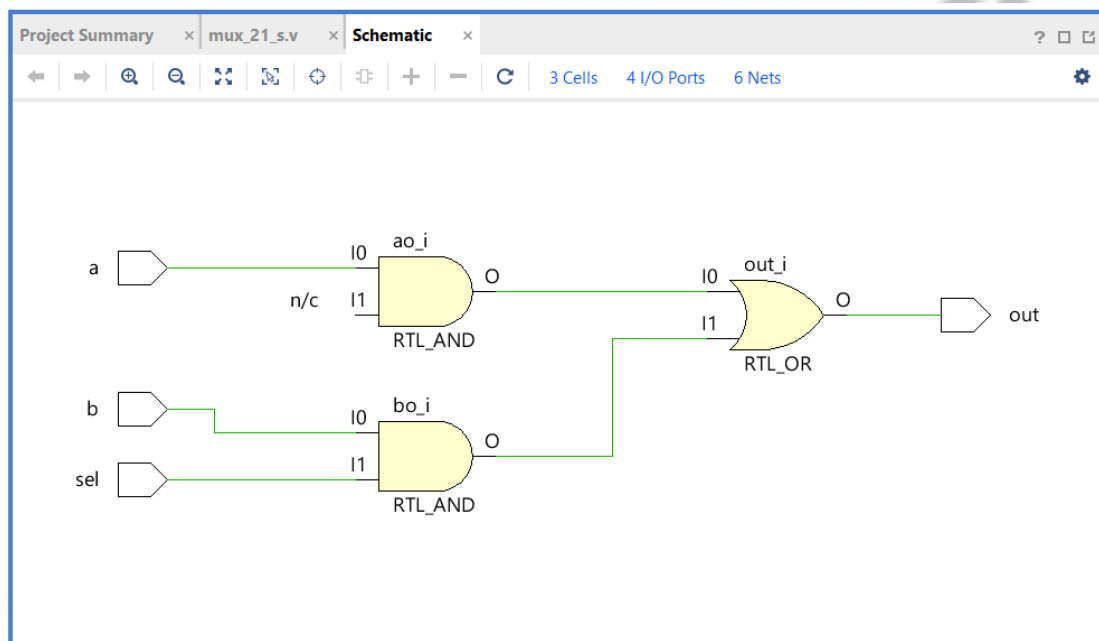 Project Summary × mux_21_s.v × Schematic × ?
3 Cells 4 I/O Ports 6 Nets
a
I0
ao_i
n/c
I1
O
RTL_AND
b
I0
bo_i
sel
I1
O
RTL_AND
I0
out_i
I1
O
RTL_OR
out